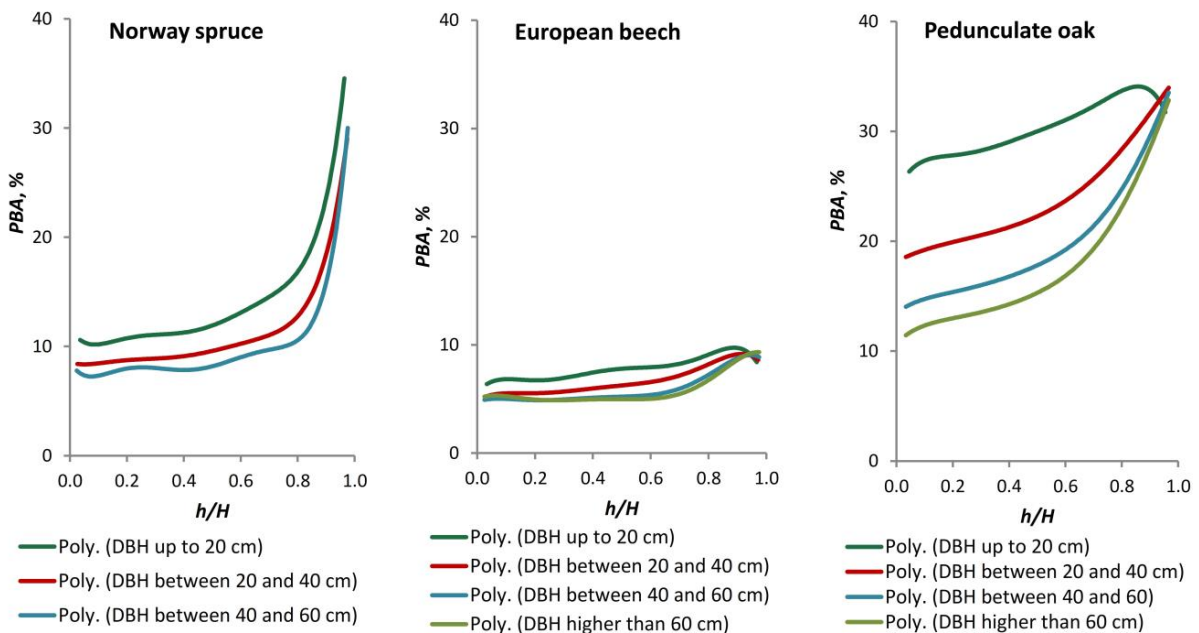 Norway spruce
40
30
20
10
0
PBA, %
0.0 0.2 0.4 0.6 0.8 1.0
h/H
Poly. (DBH up to 20 cm)
Poly. (DBH between 20 and 40 cm)
Poly. (DBH between 40 and 60 cm)
European beech
40
30
20
10
0
PBA, %
0.0 0.2 0.4 0.6 0.8 1.0
h/H
Poly. (DBH up to 20 cm)
Poly. (DBH between 20 and 40 cm)
Poly. (DBH between 40 and 60 cm)
Poly. (DBH higher than 60 cm)
Pedunculate oak
40
30
20
10
0
PBA, %
0.0 0.2 0.4 0.6 0.8 1.0
h/H
Poly. (DBH up to 20 cm)
Poly. (DBH between 20 and 40 cm)
Poly. (DBH between 40 and 60)
Poly. (DBH higher than 60 cm)